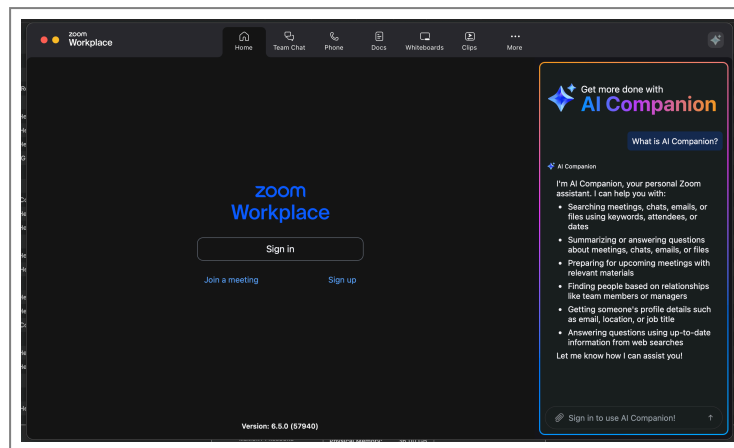 zoom
Workplace
Home
Team Chat
Phone
Docs
Whiteboards
Clips
More
zoom
Workplace
Sign in
Join a meeting
Sign up
Version: 6.5.0 (57940)
Get more done with
AI Companion
What is AI Companion?
AI Companion
I'm AI Companion, your personal Zoom
assistant. I can help you with:
• Searching meetings, chats, emails, or
files using keywords, attendees, or
dates
• Summarizing or answering questions
about meetings, chats, emails, or files
• Preparing for upcoming meetings with
relevant materials
• Finding people based on relationships
like team members or managers
• Getting someone's profile details such
as email, location, or job title
• Answering questions using up-to-date
information from web searches
Let me know how I can assist you!
Sign in to use AI Companion!